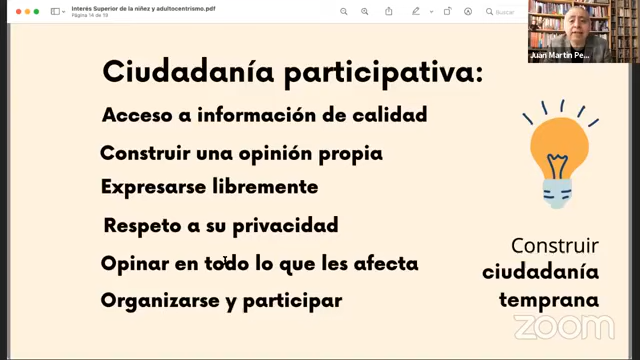 Interés Superior de la niñez y adultocentrismo.pdf
Página 14 de 19
Buscar
Juan Martín Pe...
Ciudadanía participativa:
Acceso a información de calidad
Construir una opinión propia
Expresarse libremente
Respeto a su privacidad
Opinar en todo lo que les afecta
Organizarse y participar
Construir
ciudadanía
temprana
zoom